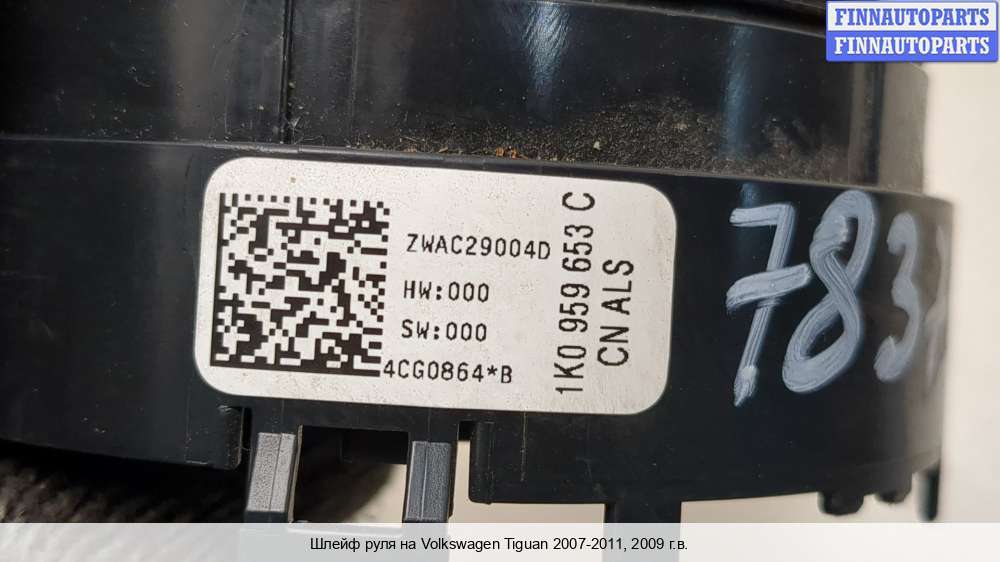 FINNAUTOPARTS
FINNAUTOPARTS
ZWAC29004D
HW:000
SW:000
4CG0864*B
1K0 959 653 C
CN ALS
783
Шлейф руля на Volkswagen Tiguan 2007-2011, 2009 г.в.